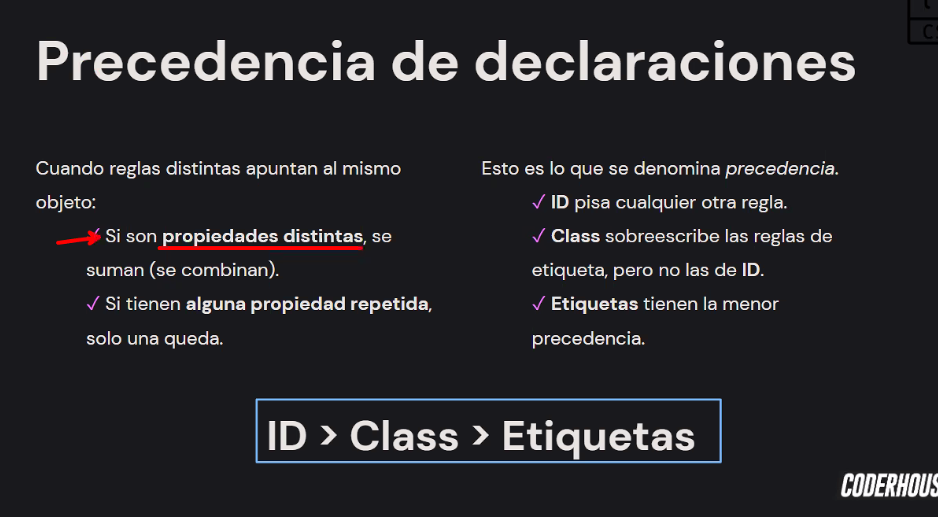 Precedencia de declaraciones
Cuando reglas distintas apuntan al mismo
objeto:
✓ Si son propiedades distintas, se
suman (se combinan).
✓ Si tienen alguna propiedad repetida,
solo una queda.
Esto es lo que se denomina precedencia.
✓ ID pisa cualquier otra regla.
✓ Class sobreescribe las reglas de
etiqueta, pero no las de ID.
✓ Etiquetas tienen la menor
precedencia.
ID > Class > Etiquetas
CODERHOUS